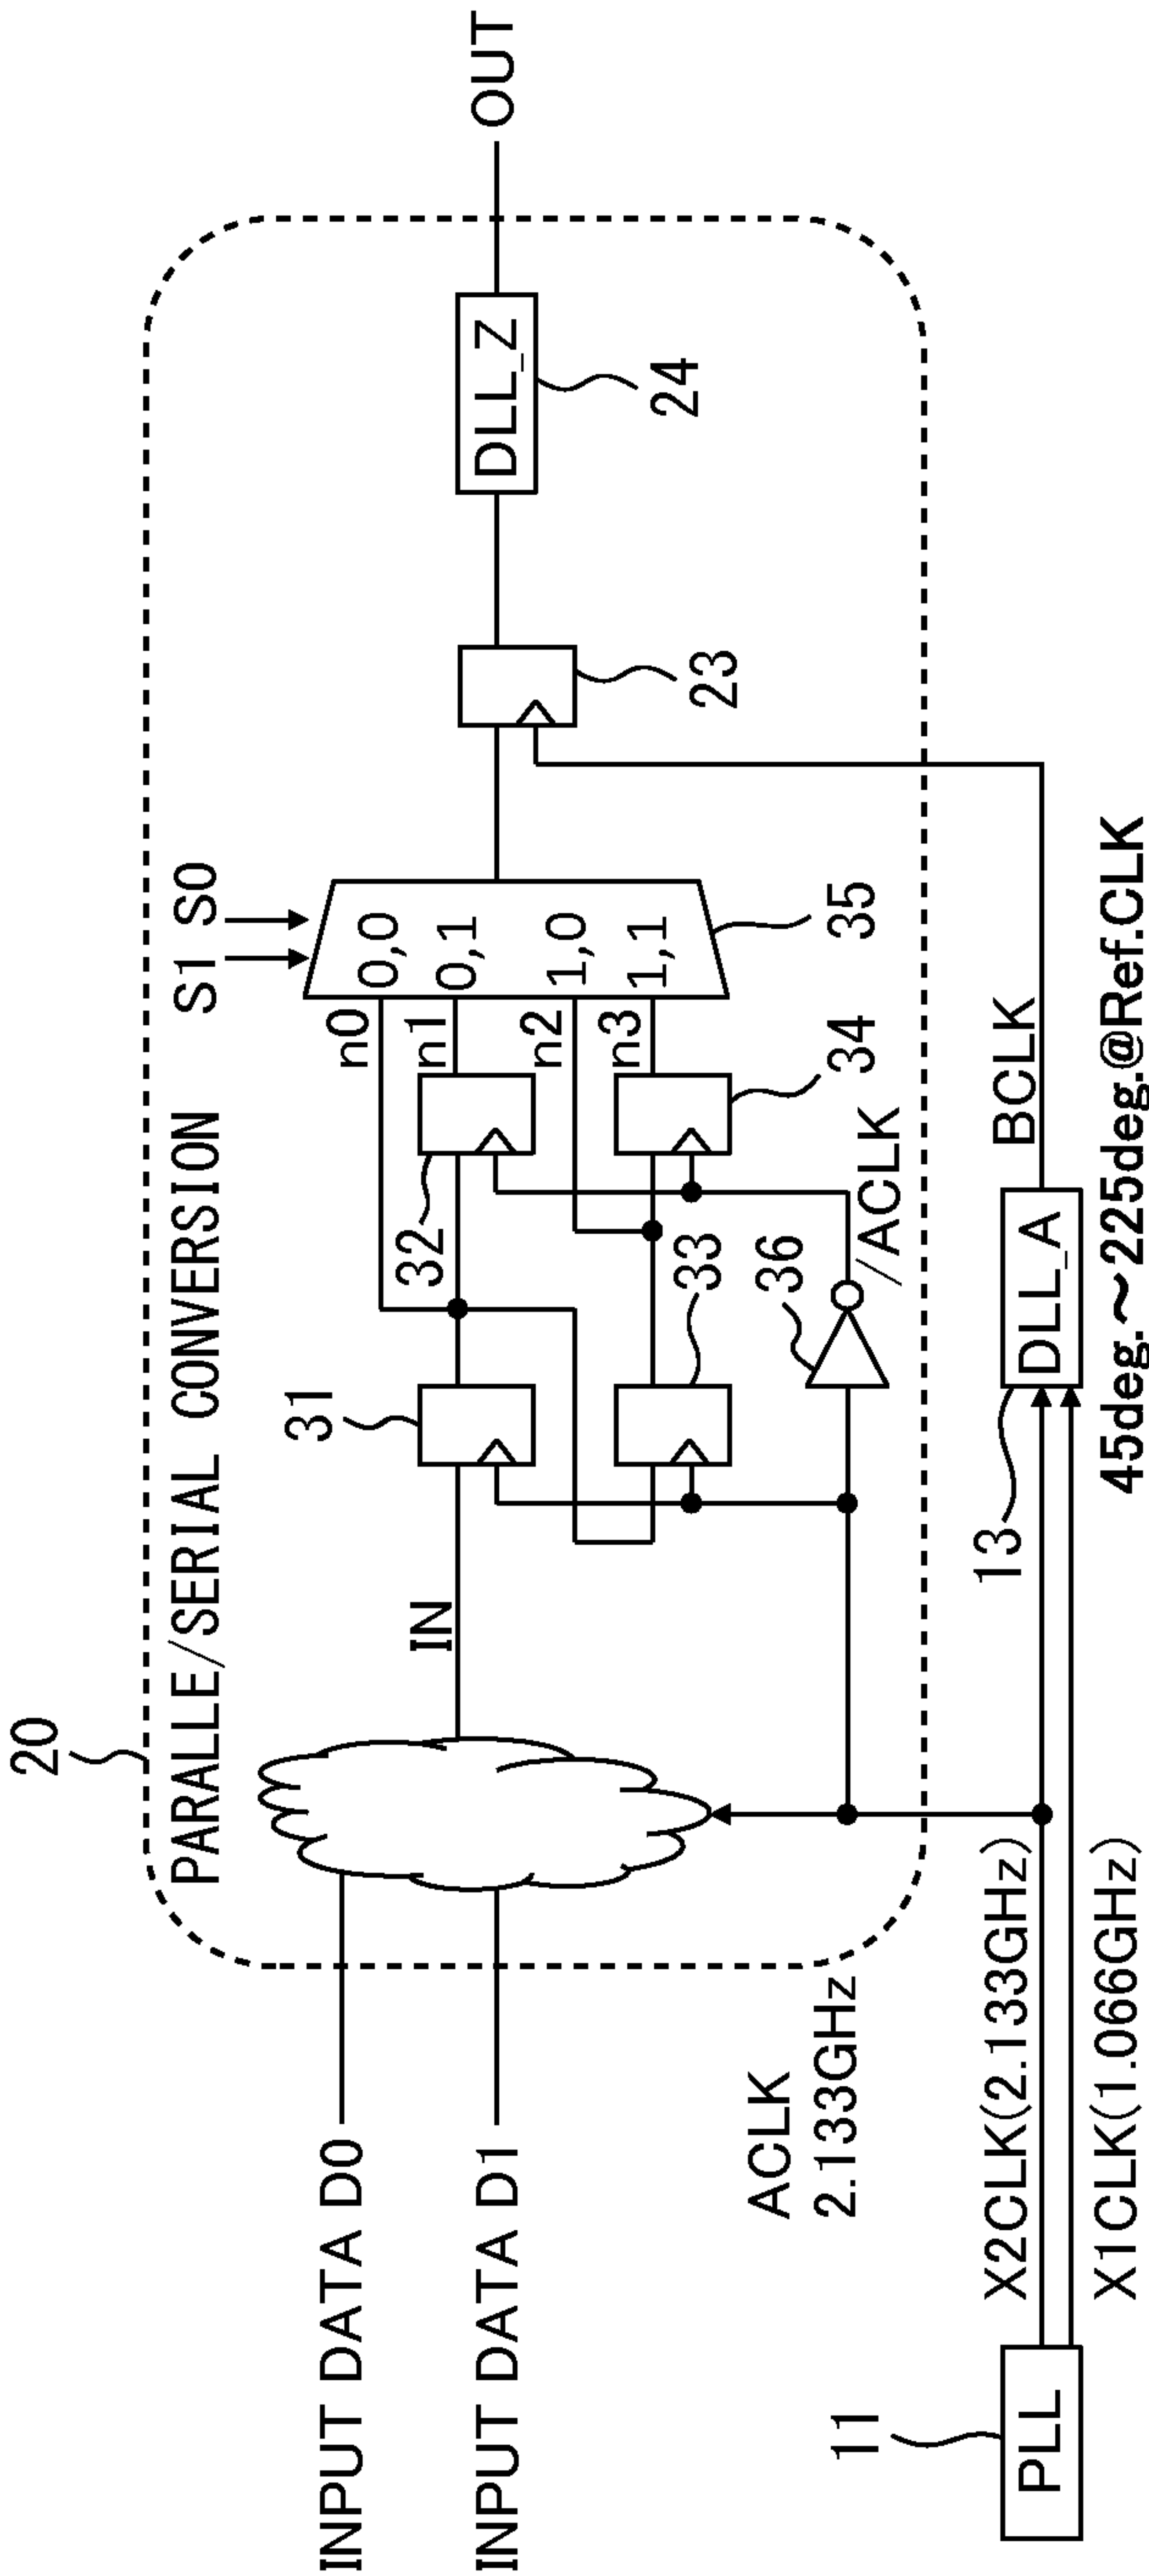 20
PARALLE/SERIAL CONVERSION
S1 S0
INPUT DATA D0
INPUT DATA D1
IN
31
32
33
34
n0
n1
n2
n3
0,0
0,1
1,0
1,1
35
23
DLL_Z
24
OUT
36
/ACLK
ACLK
2.133GHz
11
PLL
X2CLK(2.133GHz)
X1CLK(1.066GHz)
13
DLL_A
BCLK
45deg.～225deg.@Ref.CLK